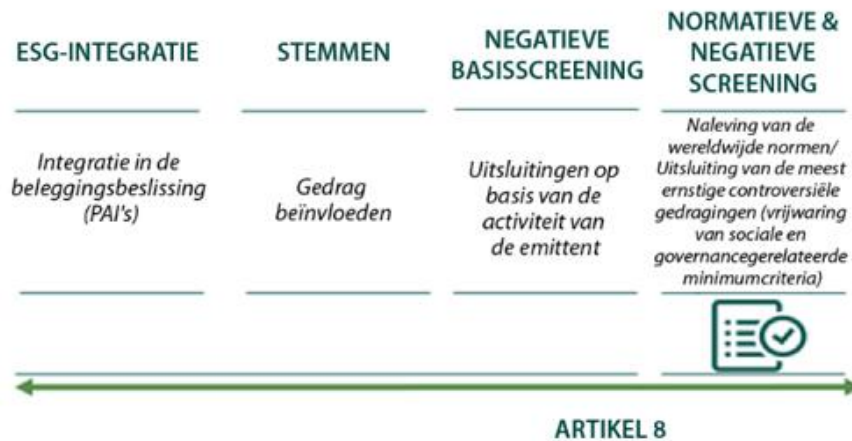 ESG-INTEGRATIE
Integratie in de
beleggingsbeslissing
(PAI's)
STEMMEN
Gedrag
beïnvloeden
NEGATIEVE
BASISSCREENING
Uitsluitingen op
basis van de
activiteit van
de emittent
NORMATIEVE &
NEGATIEVE
SCREENING
Naleving van de
wereldwijde normen/
Uitsluiting van de meest
ernstige controversiële
gedragingen (vrijwaring
van sociale en
governancegerelateerde
minimumcriteria)
ARTIKEL 8